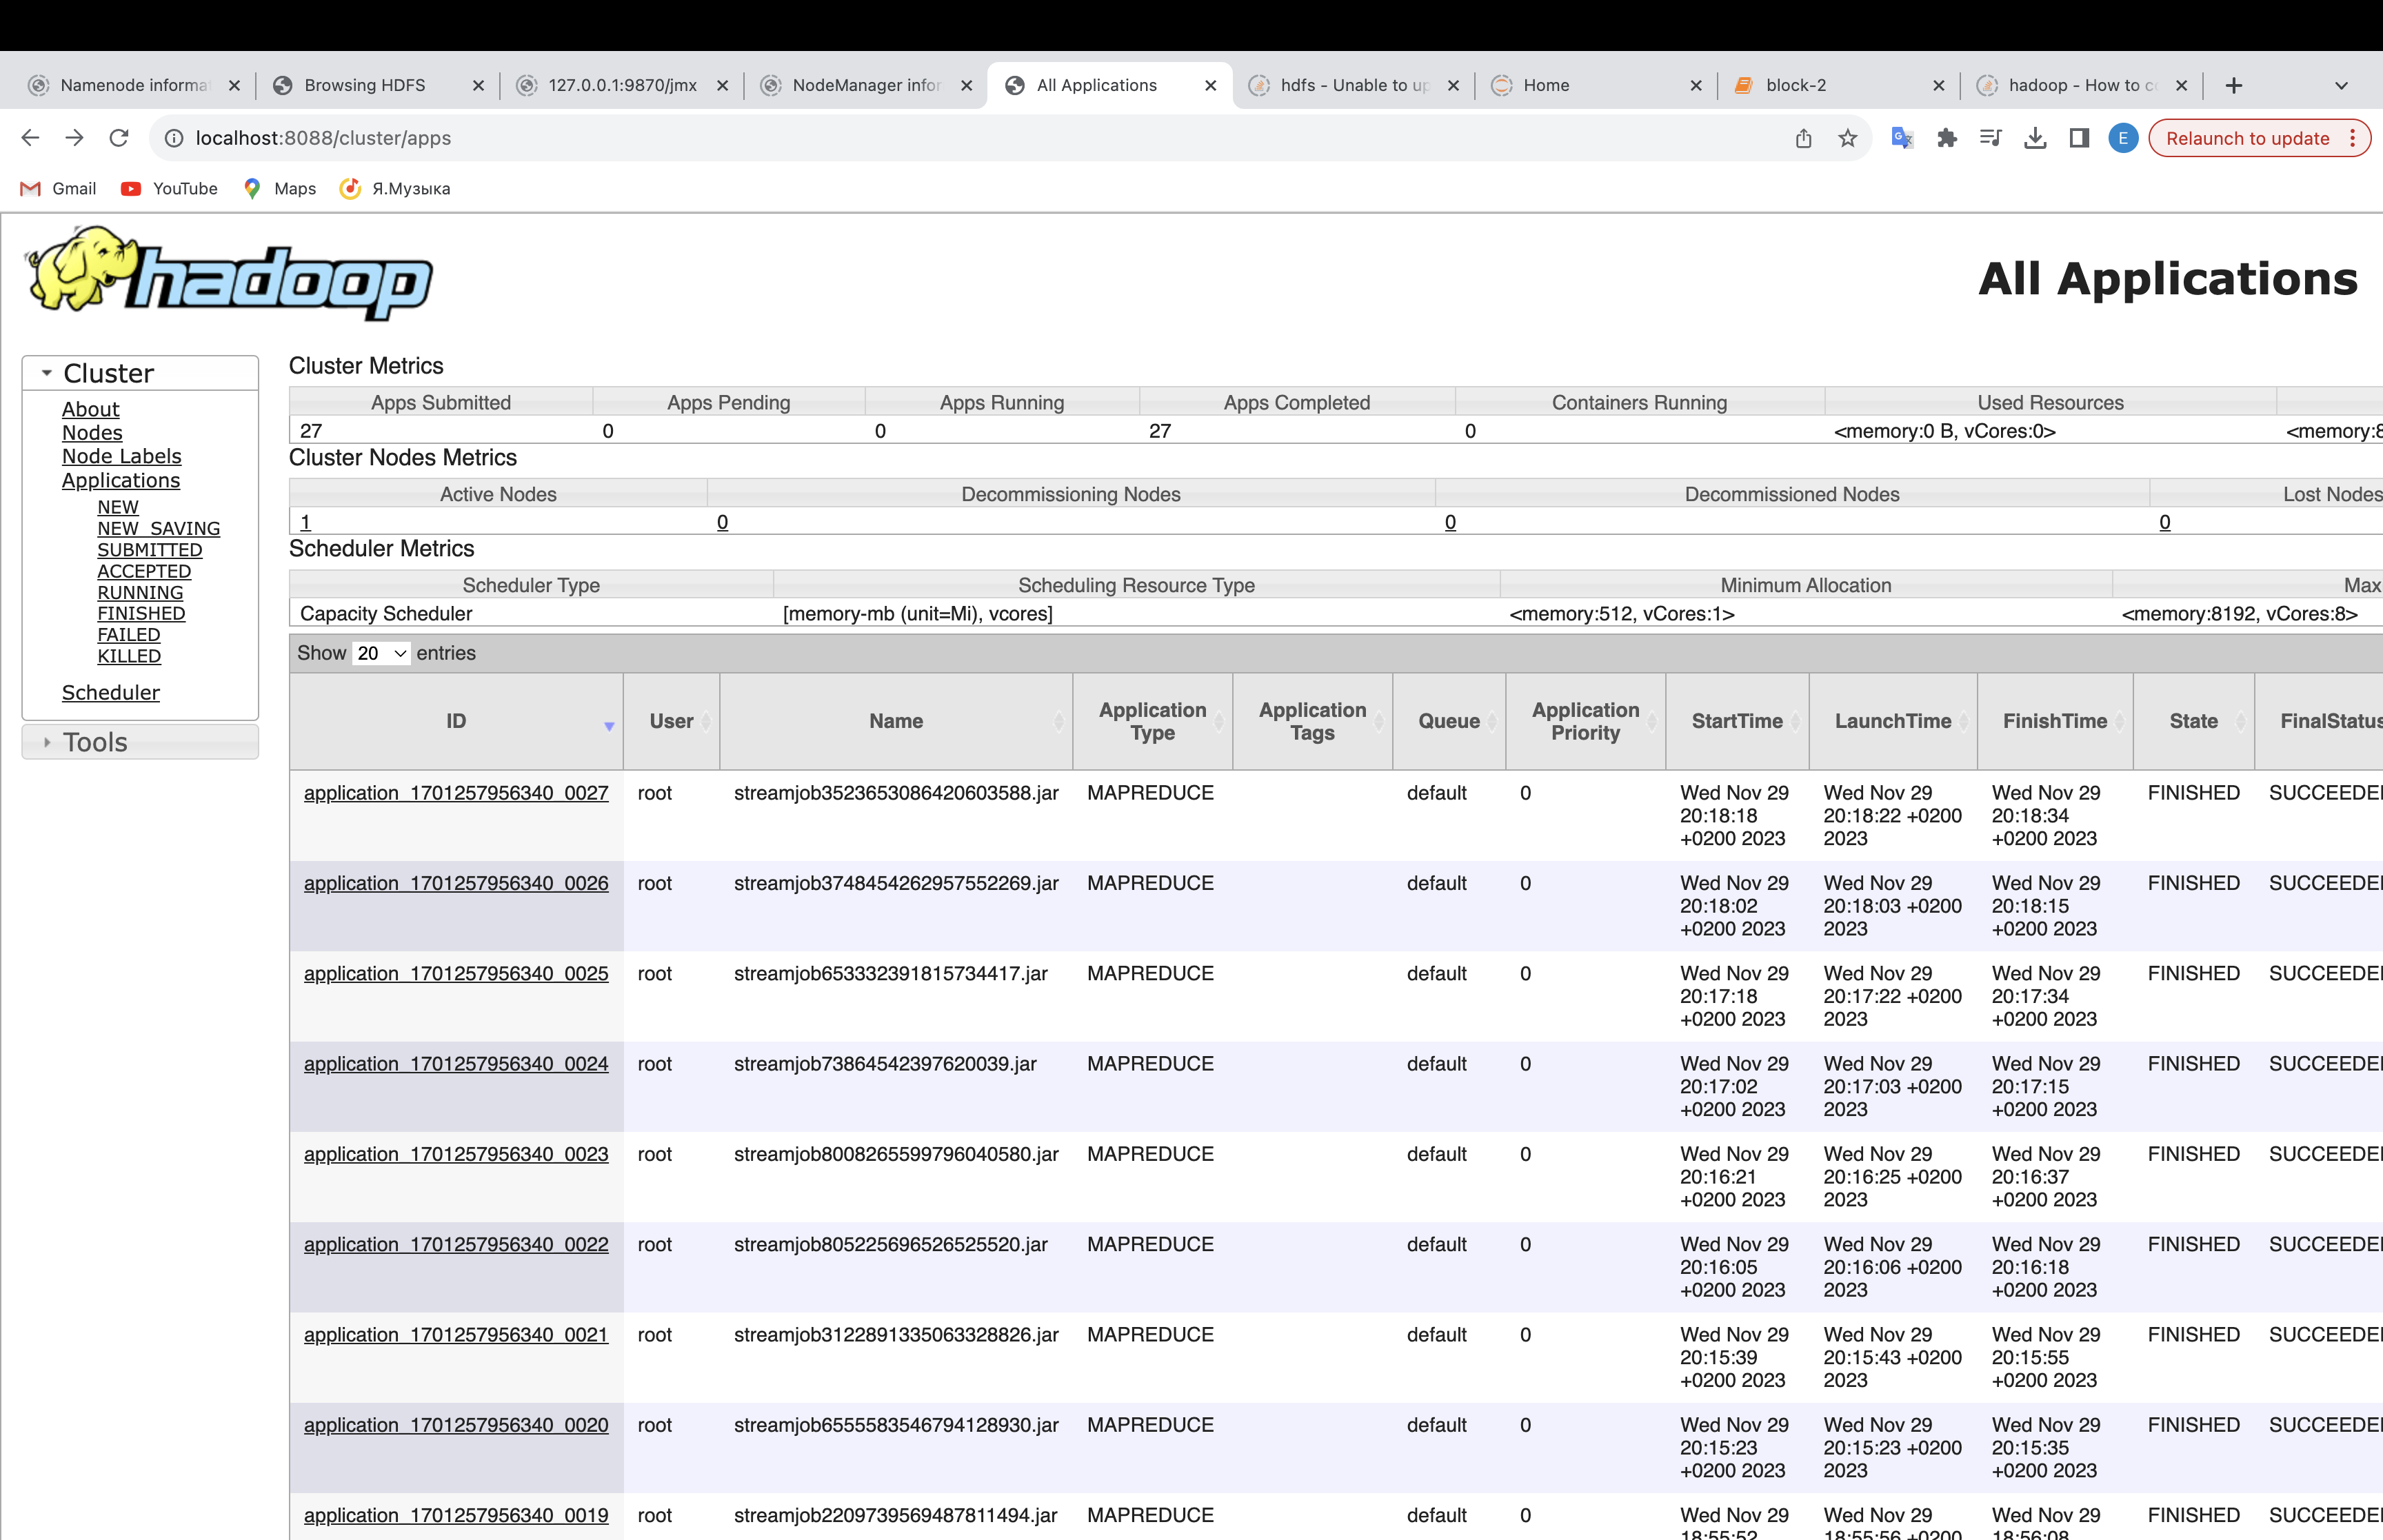 Namenode informa
Browsing HDFS
127.0.0.1:9870/jmx
NodeManager infor
All Applications
hdfs - Unable to up
Home
block-2
hadoop - How to c
localhost:8088/cluster/apps
E
Relaunch to update
Gmail
YouTube
Maps
Я.Музыка
hadoop
All Applications
Cluster
About
Nodes
Node Labels
Applications
NEW
NEW_SAVING
SUBMITTED
ACCEPTED
RUNNING
FINISHED
FAILED
KILLED
Scheduler
Tools
Cluster Metrics
Apps Submitted Apps Pending Apps Running Apps Completed Containers Running Used Resources
27 0 0 27 0 <memory:0 B, vCores:0> <memory:8
Cluster Nodes Metrics
Active Nodes Decommissioning Nodes Decommissioned Nodes Lost Nodes
1 0 0 0
Scheduler Metrics
Scheduler Type Scheduling Resource Type Minimum Allocation Max
Capacity Scheduler [memory-mb (unit=Mi), vcores] <memory:512, vCores:1> <memory:8192, vCores:8>
Show 20 entries
ID User Name Application Type Application Tags Queue Application Priority StartTime LaunchTime FinishTime State FinalStatus
application_1701257956340_0027 root streamjob3523653086420603588.jar MAPREDUCE default 0 Wed Nov 29 Wed Nov 29 Wed Nov 29 FINISHED SUCCEEDE
20:18:18 20:18:22 +0200 20:18:34
+0200 2023 2023 +0200 2023
application_1701257956340_0026 root streamjob3748454262957552269.jar MAPREDUCE default 0 Wed Nov 29 Wed Nov 29 Wed Nov 29 FINISHED SUCCEEDE
20:18:02 20:18:03 +0200 20:18:15
+0200 2023 2023 +0200 2023
application_1701257956340_0025 root streamjob653332391815734417.jar MAPREDUCE default 0 Wed Nov 29 Wed Nov 29 Wed Nov 29 FINISHED SUCCEEDE
20:17:18 20:17:22 +0200 20:17:34
+0200 2023 2023 +0200 2023
application_1701257956340_0024 root streamjob73864542397620039.jar MAPREDUCE default 0 Wed Nov 29 Wed Nov 29 Wed Nov 29 FINISHED SUCCEEDE
20:17:02 20:17:03 +0200 20:17:15
+0200 2023 2023 +0200 2023
application_1701257956340_0023 root streamjob8008265599796040580.jar MAPREDUCE default 0 Wed Nov 29 Wed Nov 29 Wed Nov 29 FINISHED SUCCEEDE
20:16:21 20:16:25 +0200 20:16:37
+0200 2023 2023 +0200 2023
application_1701257956340_0022 root streamjob805225696526525520.jar MAPREDUCE default 0 Wed Nov 29 Wed Nov 29 Wed Nov 29 FINISHED SUCCEEDE
20:16:05 20:16:06 +0200 20:16:18
+0200 2023 2023 +0200 2023
application_1701257956340_0021 root streamjob3122891335063328826.jar MAPREDUCE default 0 Wed Nov 29 Wed Nov 29 Wed Nov 29 FINISHED SUCCEEDE
20:15:39 20:15:43 +0200 20:15:55
+0200 2023 2023 +0200 2023
application_1701257956340_0020 root streamjob6555583546794128930.jar MAPREDUCE default 0 Wed Nov 29 Wed Nov 29 Wed Nov 29 FINISHED SUCCEEDE
20:15:23 20:15:23 +0200 20:15:35
+0200 2023 2023 +0200 2023
application_1701257956340_0019 root streamjob2209739569487811494.jar MAPREDUCE default 0 Wed Nov 29 Wed Nov 29 Wed Nov 29 FINISHED SUCCEEDE
18:55:52 18:55:56 +0200 18:56:08